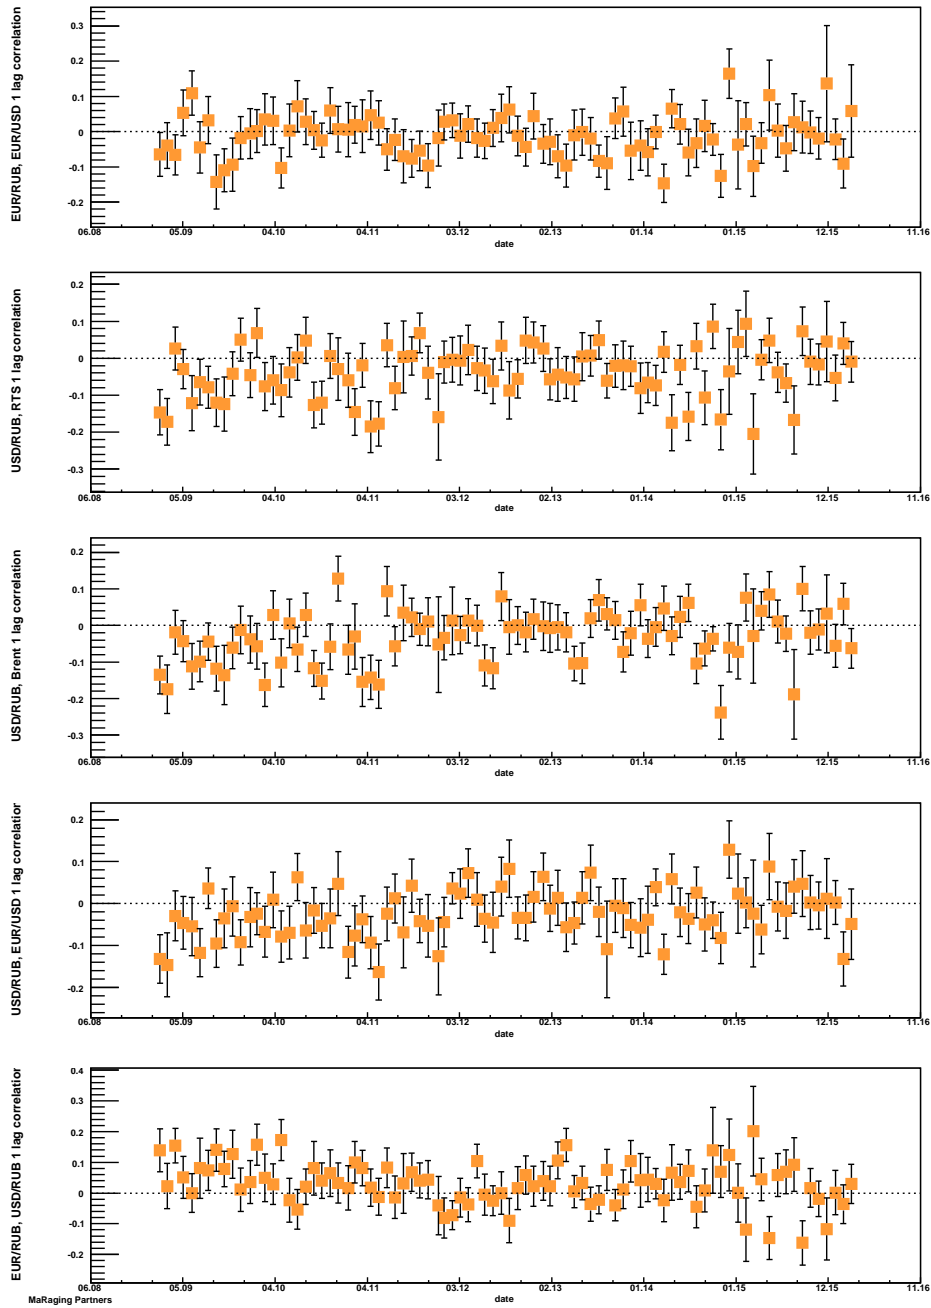 EUR/RUB, EUR/USD 1 lag correlation
0.3
0.2
0.1
0
-0.1
-0.2
06.08 05.09 04.10 04.11 03.12 02.13 01.14 01.15 12.15 11.16
date
USD/RUB, RTS 1 lag correlation
0.2
0.1
0
-0.1
-0.2
-0.3
06.08 05.09 04.10 04.11 03.12 02.13 01.14 01.15 12.15 11.16
date
USD/RUB, Brent 1 lag correlation
0.2
0.1
0
-0.1
-0.2
-0.3
06.08 05.09 04.10 04.11 03.12 02.13 01.14 01.15 12.15 11.16
date
USD/RUB, EUR/USD 1 lag correlation
0.2
0.1
0
-0.1
-0.2
06.08 05.09 04.10 04.11 03.12 02.13 01.14 01.15 12.15 11.16
date
EUR/RUB, USD/RUB 1 lag correlation
0.4
0.3
0.2
0.1
0
-0.1
-0.2
06.08 05.09 04.10 04.11 03.12 02.13 01.14 01.15 12.15 11.16
date
MaRaging Partners